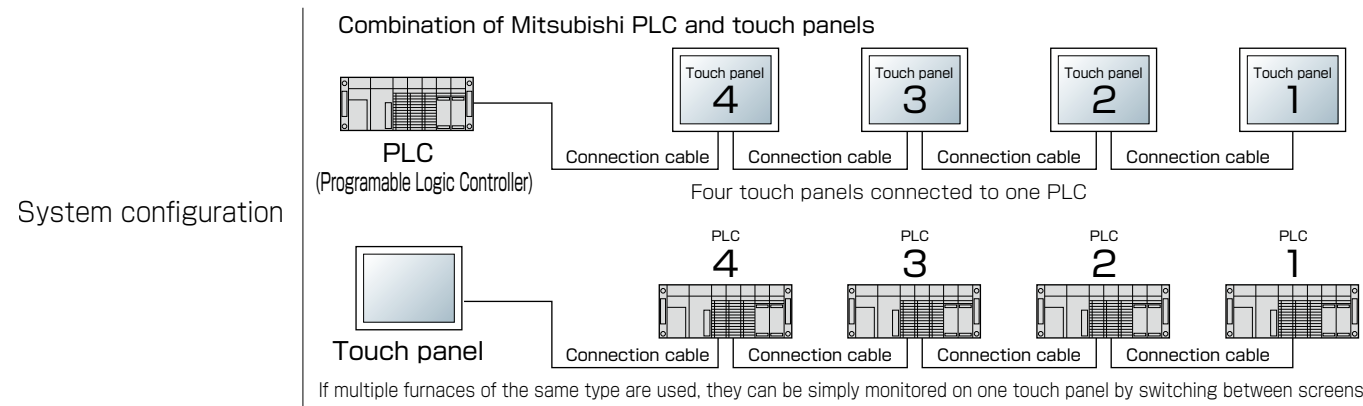 System configuration
Combination of Mitsubishi PLC and touch panels
PLC
(Programable Logic Controller)
Touch panel
4
Touch panel
3
Touch panel
2
Touch panel
1
Connection cable
Connection cable
Connection cable
Connection cable
Four touch panels connected to one PLC
Touch panel
PLC
4
PLC
3
PLC
2
PLC
1
Connection cable
Connection cable
Connection cable
Connection cable
If multiple furnaces of the same type are used, they can be simply monitored on one touch panel by switching between screens